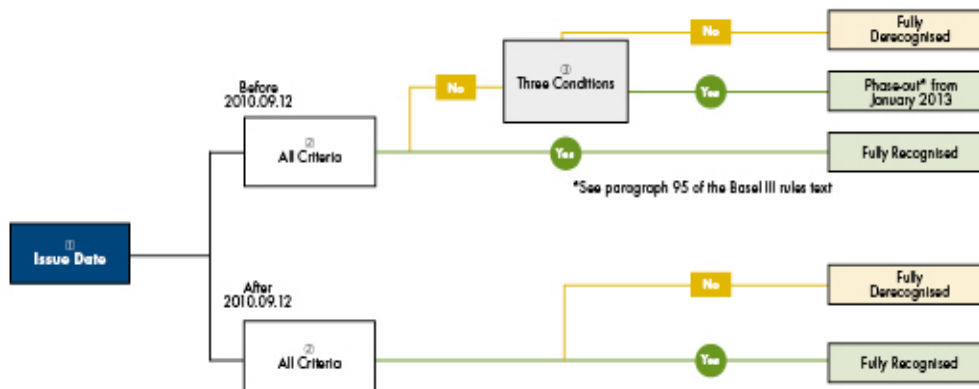 No
Fully
Derecognised
③
Three Conditions
Before
2010.09.12
No
Yes
Phase-out* from
January 2013
②
All Criteria
Yes
Fully Recognised
*See paragraph 95 of the Basel III rules text
①
Issue Date
After
2010.09.12
No
Fully
Derecognised
②
All Criteria
Yes
Fully Recognised